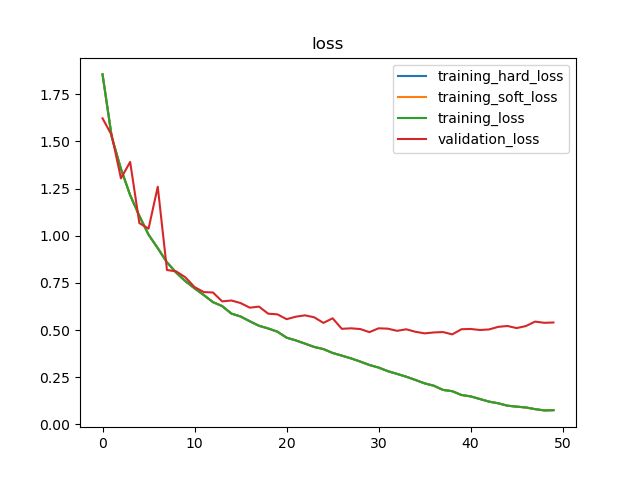 loss
training_hard_loss
training_soft_loss
training_loss
validation_loss
1.75
1.50
1.25
1.00
0.75
0.50
0.25
0.00
0 10 20 30 40 50